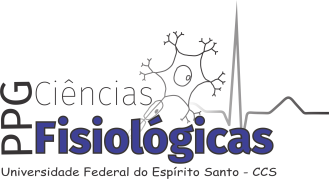 PPG
Ciências
Fisiológicas
Universidade Federal do Espírito Santo - CCS